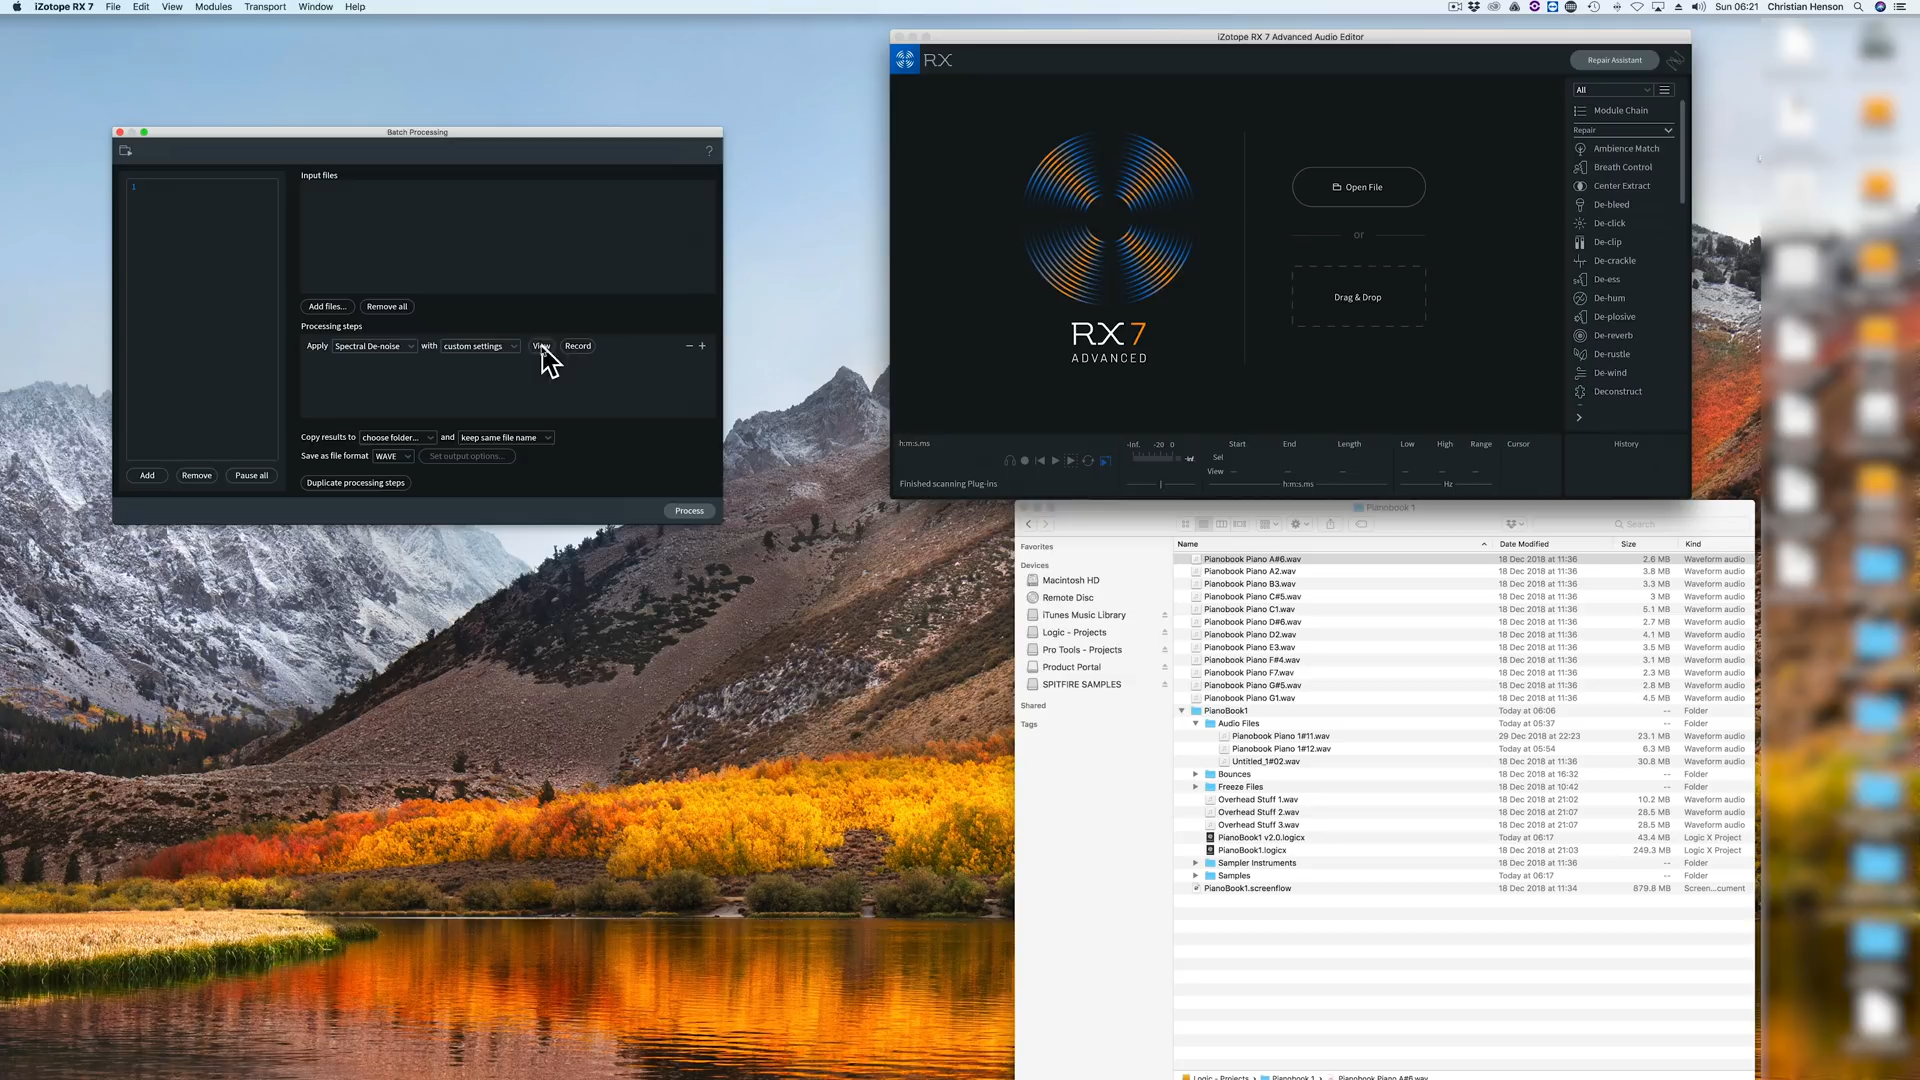 iZotope RX 7 File Edit View Modules Transport Window Help
Sun 06:21 Christian Henson
Batch Processing
?
1
Input files
Add files... Remove all
Processing steps
Apply Spectral De-noise with custom settings View Record
Copy results to choose folder... and keep same file name
Save as file format WAVE Set output options...
Duplicate processing steps
Add Remove Pause all
Process
iZotope RX 7 Advanced Audio Editor
RX
Repair Assistant
All
Module Chain
Repair
Ambience Match
Breath Control
Center Extract
De-bleed
De-click
De-clip
De-crackle
De-ess
De-hum
De-plosive
De-reverb
De-rustle
De-wind
Deconstruct
Open File
or
Drag & Drop
RX 7
ADVANCED
h:m:s.ms
-Inf. -20 0
Start End Length Low High Range Cursor
Sel
View
h:m:s.ms Hz
History
Finished scanning Plug-ins
Pianobook 1
Search
Favorites
Devices
Macintosh HD
Remote Disc
iTunes Music Library
Logic - Projects
Pro Tools - Projects
Product Portal
SPITFIRE SAMPLES
Shared
Tags
Name Date Modified Size Kind
Pianobook Piano A#6.wav 18 Dec 2018 at 11:36 2.6 MB Waveform audio
Pianobook Piano A2.wav 18 Dec 2018 at 11:36 3.8 MB Waveform audio
Pianobook Piano B3.wav 18 Dec 2018 at 11:36 3.3 MB Waveform audio
Pianobook Piano C#5.wav 18 Dec 2018 at 11:36 3 MB Waveform audio
Pianobook Piano C1.wav 18 Dec 2018 at 11:36 5.1 MB Waveform audio
Pianobook Piano D#6.wav 18 Dec 2018 at 11:36 2.7 MB Waveform audio
Pianobook Piano D2.wav 18 Dec 2018 at 11:36 4.1 MB Waveform audio
Pianobook Piano E3.wav 18 Dec 2018 at 11:36 3.5 MB Waveform audio
Pianobook Piano F#4.wav 18 Dec 2018 at 11:36 3.1 MB Waveform audio
Pianobook Piano F7.wav 18 Dec 2018 at 11:36 2.3 MB Waveform audio
Pianobook Piano G#5.wav 18 Dec 2018 at 11:36 2.8 MB Waveform audio
Pianobook Piano G1.wav 18 Dec 2018 at 11:36 4.5 MB Waveform audio
PianoBook1 Today at 06:06 -- Folder
Audio Files Today at 05:37 -- Folder
Pianobook Piano 1#11.wav 29 Dec 2018 at 22:23 23.1 MB Waveform audio
Pianobook Piano 1#12.wav Today at 05:54 6.3 MB Waveform audio
Untitled_1#02.wav 18 Dec 2018 at 11:36 30.8 MB Waveform audio
Bounces 18 Dec 2018 at 16:32 -- Folder
Freeze Files 18 Dec 2018 at 10:42 -- Folder
Overhead Stuff 1.wav 18 Dec 2018 at 21:02 10.2 MB Waveform audio
Overhead Stuff 2.wav 18 Dec 2018 at 21:07 28.5 MB Waveform audio
Overhead Stuff 3.wav 18 Dec 2018 at 21:07 28.5 MB Waveform audio
PianoBook1 v2.0.logicx Today at 06:17 43.4 MB Logic X Project
PianoBook1.logicx 18 Dec 2018 at 21:03 249.3 MB Logic X Project
Sampler Instruments 18 Dec 2018 at 11:36 -- Folder
Samples Today at 06:17 -- Folder
PianoBook1.screenflow 18 Dec 2018 at 11:34 879.8 MB Screen...cument
Logic - Projects Pianobook 1 Pianobook Piano A#6.wav